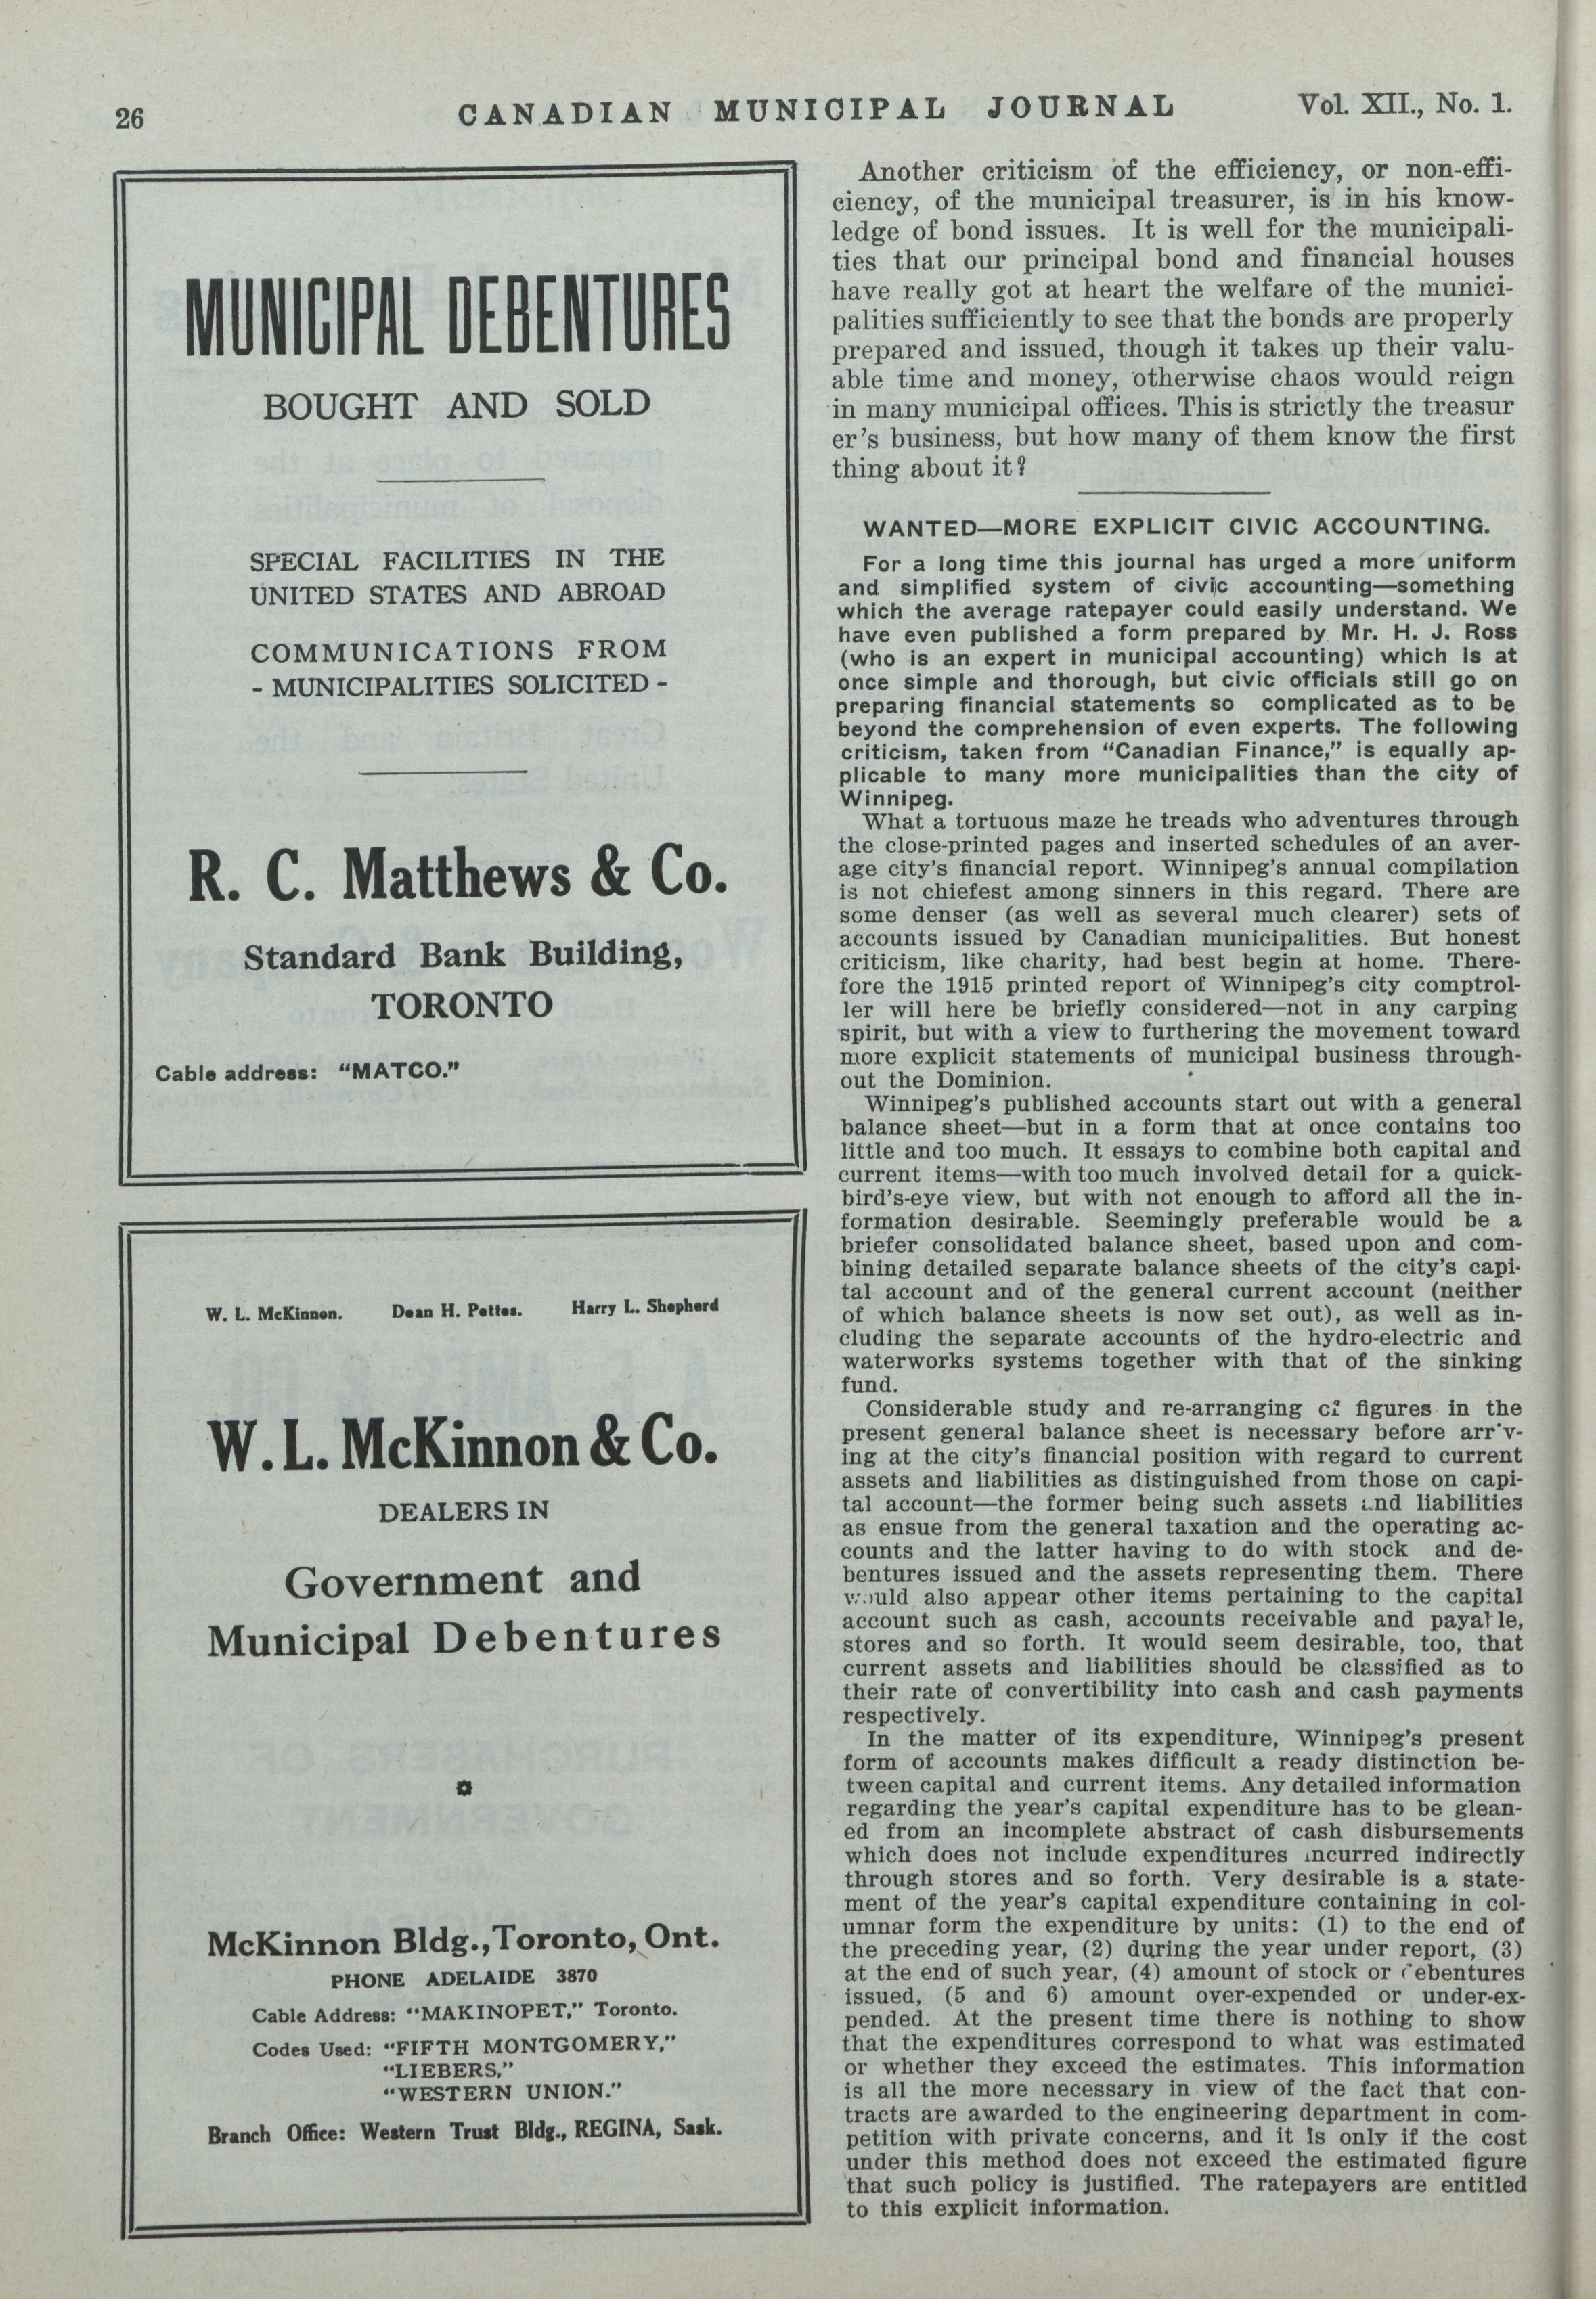 26
CANADIAN MUNICIPAL JOURNAL
Vol. XII., No. 1.
MUNICIPAL DEBENTURES
BOUGHT AND SOLD
SPECIAL FACILITIES IN THE
UNITED STATES AND ABROAD
COMMUNICATIONS FROM
- MUNICIPALITIES SOLICITED -
R. C. Matthews & Co.
Standard Bank Building,
TORONTO
Cable address: “MATCO.”
W. L. McKinnon. Dean H. Pettes. Harry L. Shepherd
W. L. McKinnon & Co.
DEALERS IN
Government and
Municipal Debentures
McKinnon Bldg., Toronto, Ont.
PHONE ADELAIDE 3870
Cable Address: “MAKINOPET,” Toronto.
Codes Used: “FIFTH MONTGOMERY,”
“LIEBERS,”
“WESTERN UNION.”
Branch Office: Western Trust Bldg., REGINA, Sask.
Another criticism of the efficiency, or non-effi-
ciency, of the municipal treasurer, is in his know-
ledge of bond issues. It is well for the municipali-
ties that our principal bond and financial houses
have really got at heart the welfare of the munici-
palities sufficiently to see that the bonds are properly
prepared and issued, though it takes up their valu-
able time and money, otherwise chaos would reign
in many municipal offices. This is strictly the treasur
er’s business, but how many of them know the first
thing about it?
WANTED—MORE EXPLICIT CIVIC ACCOUNTING.
For a long time this journal has urged a more uniform
and simplified system of civic accounting—something
which the average ratepayer could easily understand. We
have even published a form prepared by Mr. H. J. Ross
(who is an expert in municipal accounting) which is at
once simple and thorough, but civic officials still go on
preparing financial statements so complicated as to be
beyond the comprehension of even experts. The following
criticism, taken from “Canadian Finance,” is equally ap-
plicable to many more municipalities than the city of
Winnipeg.
What a tortuous maze he treads who adventures through
the close-printed pages and inserted schedules of an aver-
age city’s financial report. Winnipeg’s annual compilation
is not chiefest among sinners in this regard. There are
some denser (as well as several much clearer) sets of
accounts issued by Canadian municipalities. But honest
criticism, like charity, had best begin at home. There-
fore the 1915 printed report of Winnipeg’s city comptrol-
ler will here be briefly considered—not in any carping
spirit, but with a view to furthering the movement toward
more explicit statements of municipal business through-
out the Dominion.
Winnipeg’s published accounts start out with a general
balance sheet—but in a form that at once contains too
little and too much. It essays to combine both capital and
current items—with too much involved detail for a quick-
bird’s-eye view, but with not enough to afford all the in-
formation desirable. Seemingly preferable would be a
briefer consolidated balance sheet, based upon and com-
bining detailed separate balance sheets of the city’s capi-
tal account and of the general current account (neither
of which balance sheets is now set out), as well as in-
cluding the separate accounts of the hydro-electric and
waterworks systems together with that of the sinking
fund.
Considerable study and re-arranging of figures in the
present general balance sheet is necessary before arriv-
ing at the city’s financial position with regard to current
assets and liabilities as distinguished from those on capi-
tal account—the former being such assets and liabilities
as ensue from the general taxation and the operating ac-
counts and the latter having to do with stock and de-
bentures issued and the assets representing them. There
would also appear other items pertaining to the capital
account such as cash, accounts receivable and payable,
stores and so forth. It would seem desirable, too, that
current assets and liabilities should be classified as to
their rate of convertibility into cash and cash payments
respectively.
In the matter of its expenditure, Winnipeg’s present
form of accounts makes difficult a ready distinction be-
tween capital and current items. Any detailed information
regarding the year’s capital expenditure has to be glean-
ed from an incomplete abstract of cash disbursements
which does not include expenditures incurred indirectly
through stores and so forth. Very desirable is a state-
ment of the year’s capital expenditure containing in col-
umnar form the expenditure by units: (1) to the end of
the preceding year, (2) during the year under report, (3)
at the end of such year, (4) amount of stock or debentures
issued, (5 and 6) amount over-expended or under-ex-
pended. At the present time there is nothing to show
that the expenditures correspond to what was estimated
or whether they exceed the estimates. This information
is all the more necessary in view of the fact that con-
tracts are awarded to the engineering department in com-
petition with private concerns, and it is only if the cost
under this method does not exceed the estimated figure
that such policy is justified. The ratepayers are entitled
to this explicit information.